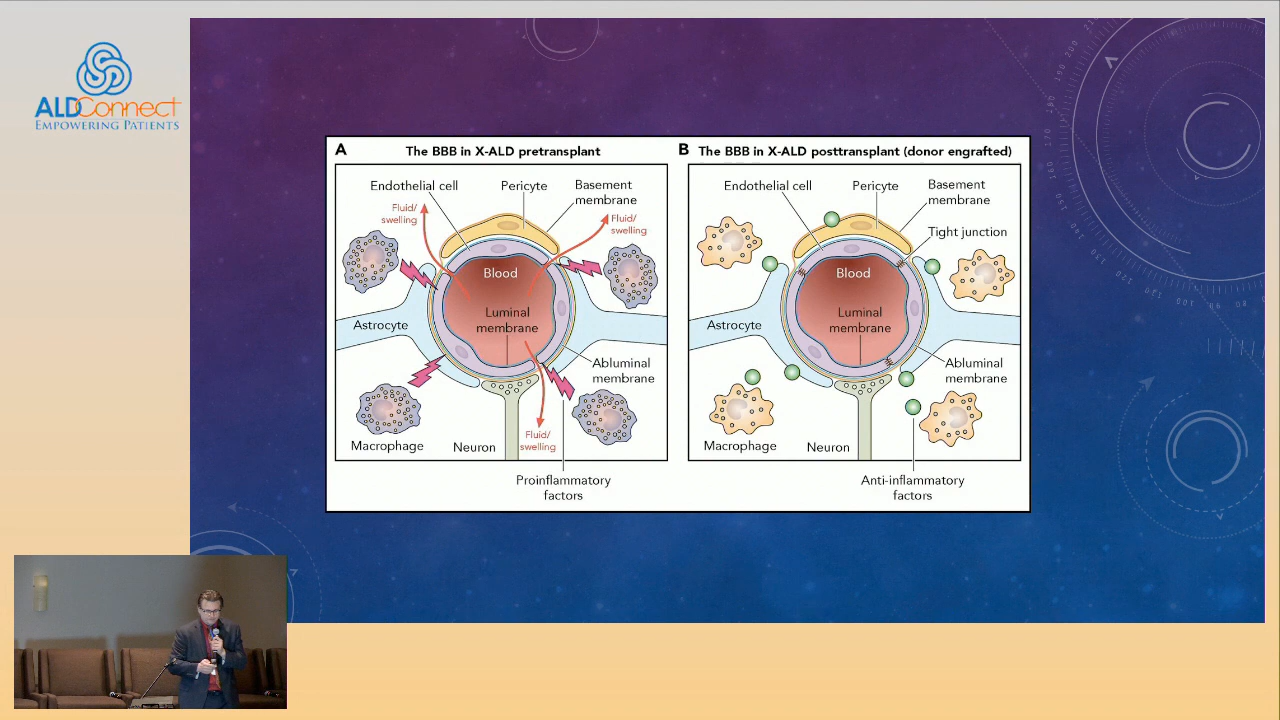 ALDConnect
EMPOWERING PATIENTS
A
The BBB in X-ALD pretransplant
Endothelial cell
Pericyte
Basement
membrane
Fluid/
swelling
Fluid/
swelling
Blood
Luminal
membrane
Astrocyte
Abluminal
membrane
Macrophage
Neuron
Fluid/
swelling
Proinflammatory
factors
B
The BBB in X-ALD posttransplant (donor engrafted)
Endothelial cell
Pericyte
Basement
membrane
Tight junction
Blood
Luminal
membrane
Astrocyte
Abluminal
membrane
Macrophage
Neuron
Anti-inflammatory
factors